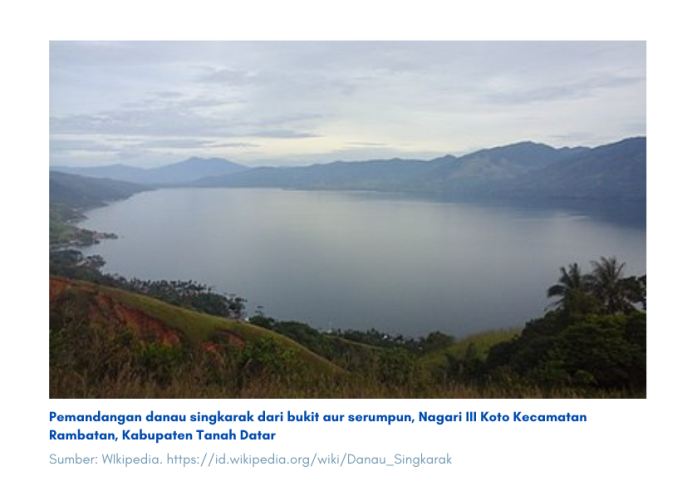 Pemandangan danau singkarak dari bukit aur serumpun, Nagari III Koto Kecamatan
Rambatan, Kabupaten Tanah Datar
Sumber: WIkipedia. https://id.wikipedia.org/wiki/Danau_Singkarak